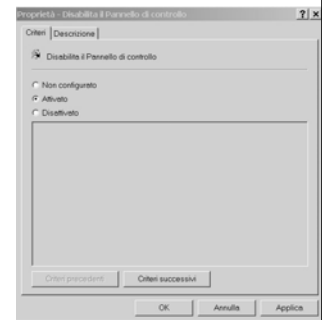 Proprietà - Disabilita il Pannello di controllo
Criteri Descrizione
Disabilita il Pannello di controllo
Non configurato
Attivato
Disattivato
Criteri precedenti Criteri successivi
OK Annulla Applica